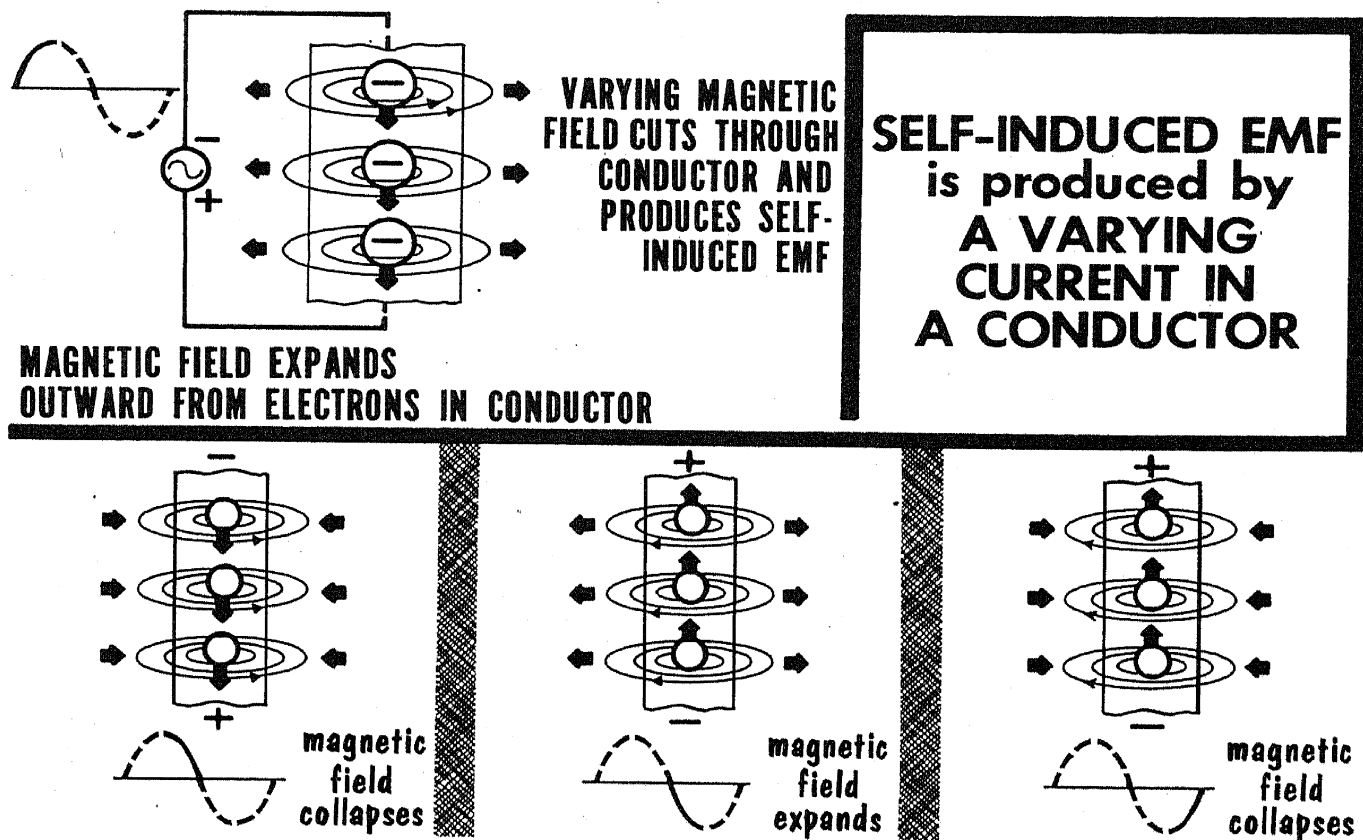 VARYING MAGNETIC
FIELD CUTS THROUGH
CONDUCTOR AND
PRODUCES SELF-
INDUCED EMF
SELF-INDUCED EMF
is produced by
A VARYING
CURRENT IN
A CONDUCTOR
MAGNETIC FIELD EXPANDS
OUTWARD FROM ELECTRONS IN CONDUCTOR
magnetic
field
collapses
magnetic
field
expands
magnetic
field
collapses